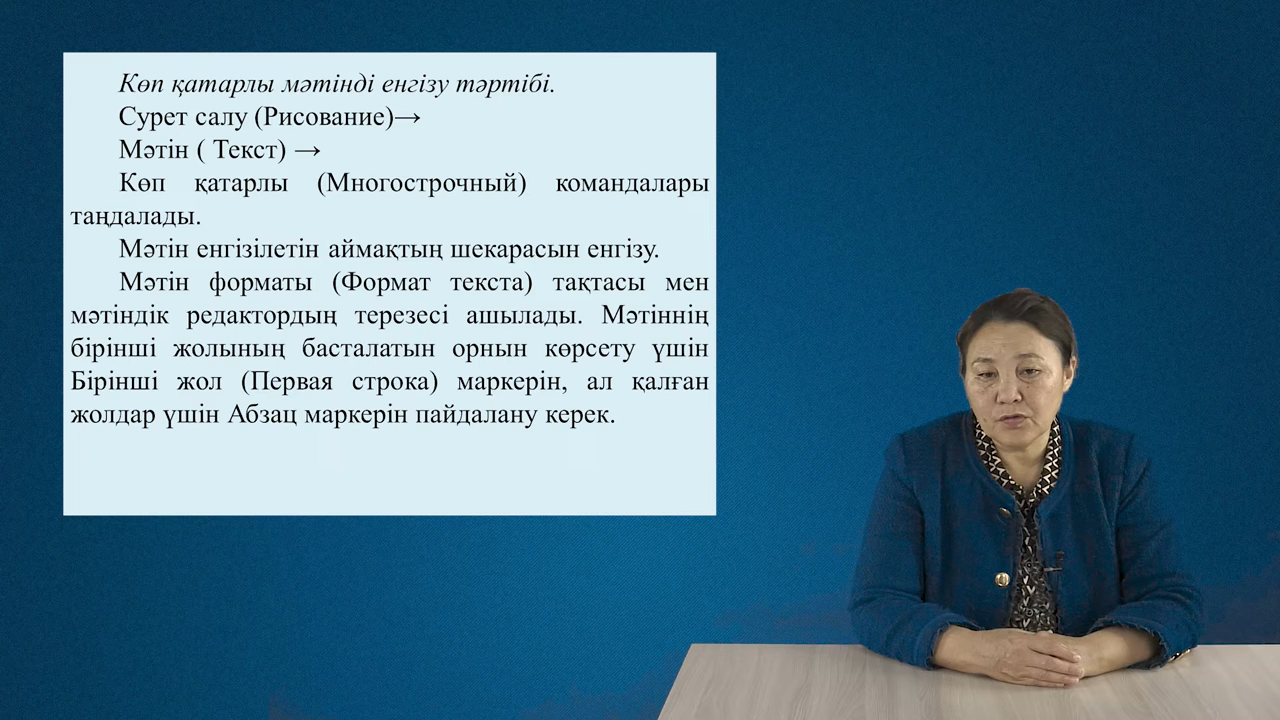 Көп қатарлы мәтінді енгізу тәртібі.
Сурет салу (Рисование)→
Мәтін ( Текст) →
Көп қатарлы (Многострочный) командалары
таңдалады.
Мәтін енгізілетін аймақтың шекарасын енгізу.
Мәтін форматы (Формат текста) тақтасы мен
мәтіндік редактордың терезесі ашылады. Мәтіннің
бірінші жолының басталатын орнын көрсету үшін
Бірінші жол (Первая строка) маркерін, ал қалған
жолдар үшін Абзац маркерін пайдалану керек.